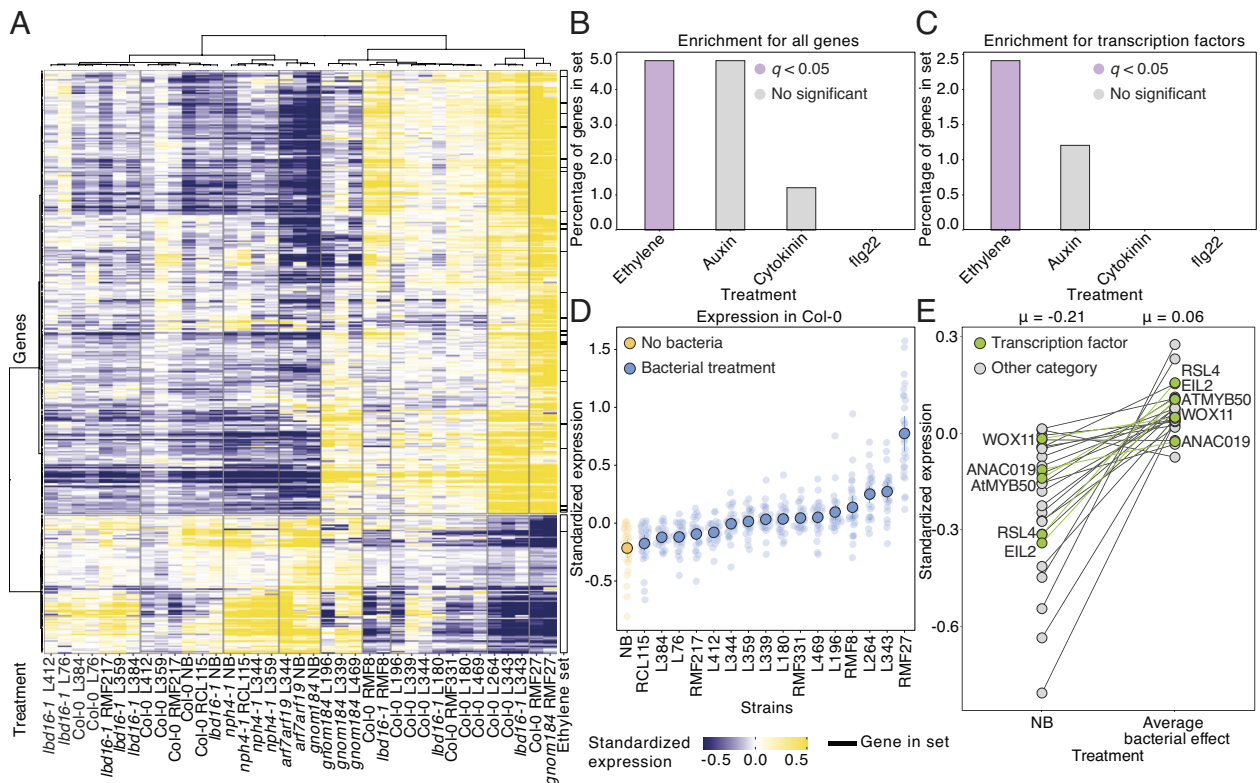 A
Genes
Treatment
lbd16-1 L412
lbd16-1 L76
Col-0 L384
Col-0 L76
lbd16-1 RMF217
lbd16-1 L359
lbd16-1 L384
Col-0 L412
Col-0 L359
Col-0 RMF217
Col-0 NB
Col-0 RCL115
lbd16-1 NB
nph4-1 NB
nph4-1 RCL115
nph4-1 L344
nph4-1 L359
arf7arf19 L344
arf7arf19 NB
gnom184 NB
gnom184 L196
gnom184 L339
gnom184 L469
Col-0 RMF8
lbd16-1 RMF8
Col-0 L196
Col-0 L339
Col-0 L344
lbd16-1 L180
Col-0 RMF331
Col-0 L180
Col-0 L469
Col-0 L264
Col-0 L343
lbd16-1 L343
Col-0 RMF27
gnom184 RMF27
Ethylene set
B
Enrichment for all genes
Percentage of genes in set
5.0
4.0
3.0
2.0
1.0
0.0
q < 0.05
No significant
Ethylene
Auxin
Cytokinin
flg22
Treatment
C
Enrichment for transcription factors
Percentage of genes in set
2.5
2.0
1.5
1.0
0.5
0.0
q < 0.05
No significant
Ethylene
Auxin
Cytokinin
flg22
Treatment
D
Expression in Col-0
Standardized expression
1.5
1.0
0.5
0.0
-0.5
No bacteria
Bacterial treatment
NB
RCL115
L384
L76
RMF217
L412
L344
L359
L339
L180
RMF331
L469
L196
RMF8
L264
L343
RMF27
Strains
E
μ = -0.21
μ = 0.06
Standardized expression
0.3
0.0
-0.3
-0.6
Transcription factor
Other category
WOX11
ANAC019
AtMYB50
RSL4
EIL2
RSL4
EIL2
ATMYB50
WOX11
ANAC019
NB
Average
bacterial effect
Treatment
Standardized
expression
-0.5
0.0
0.5
Gene in set